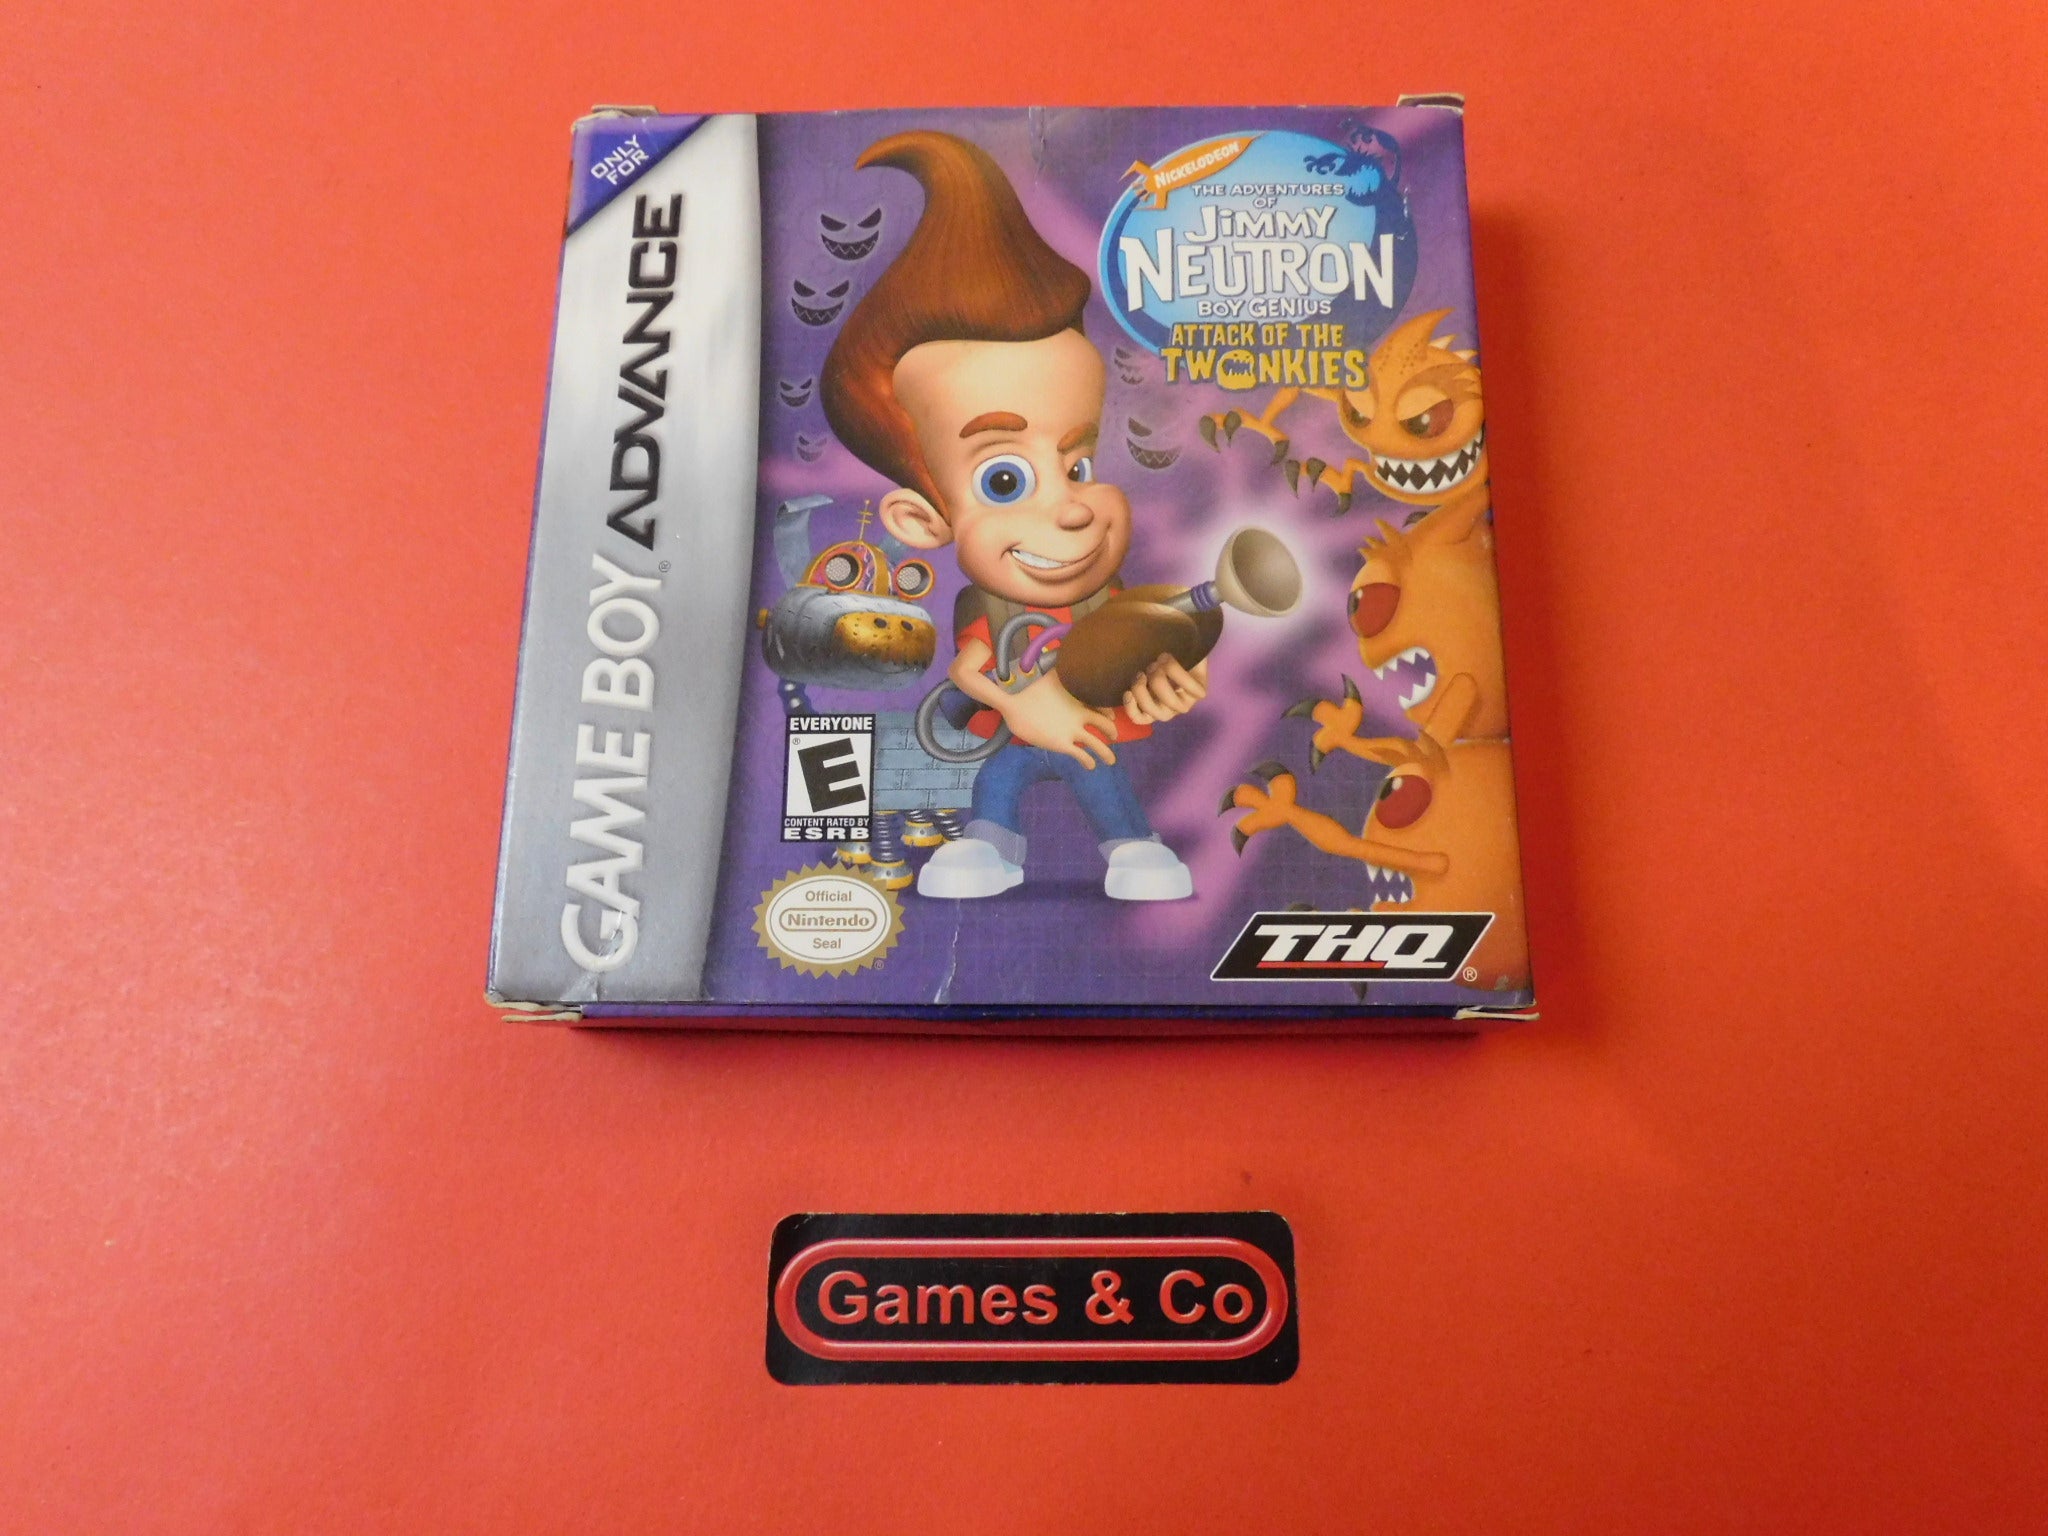 ONLY
FOR
GAME BOY ADVANCE
®
NICKELODEON
THE ADVENTURES
OF
JIMMY
NEUTRON
BOY GENIUS
ATTACK OF THE
TWONKIES
EVERYONE
®
E
CONTENT RATED BY
ESRB
Official
Nintendo
Seal
®
THQ
®
Games & Co